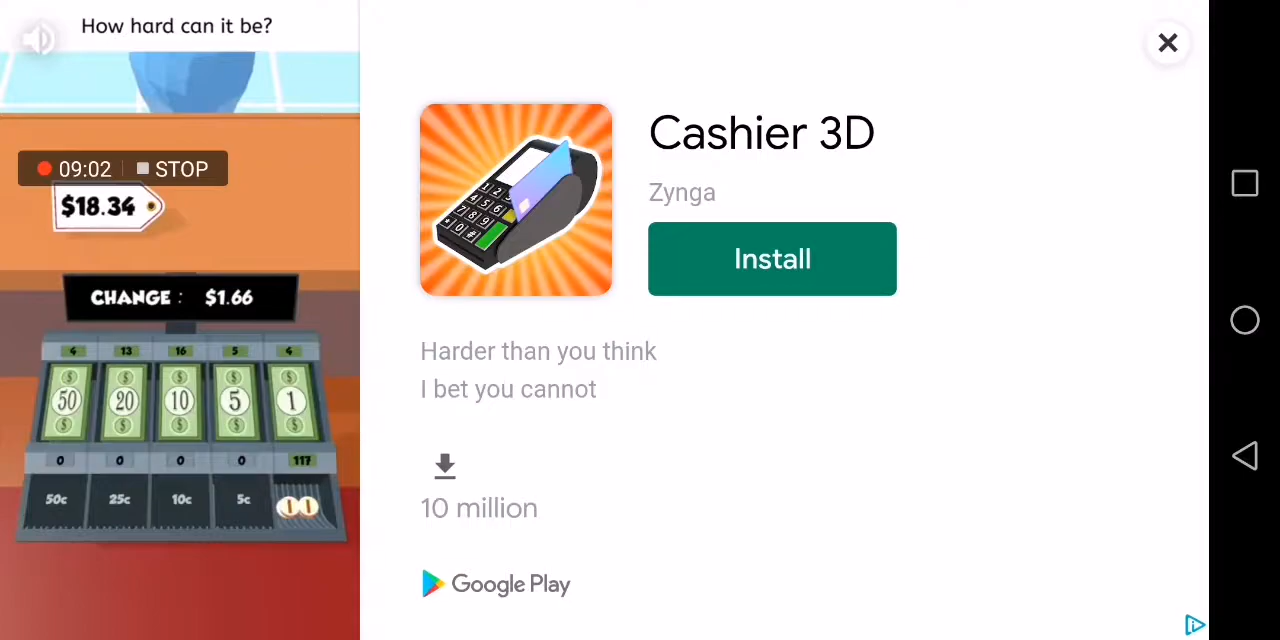 How hard can it be?
09:02 STOP
$18.34
CHANGE : $1.66
4 13 16 5 4
50 20 10 5 1
0 0 0 0 117
50c 25c 10c 5c
Cashier 3D
Zynga
Install
Harder than you think
I bet you cannot
10 million
Google Play